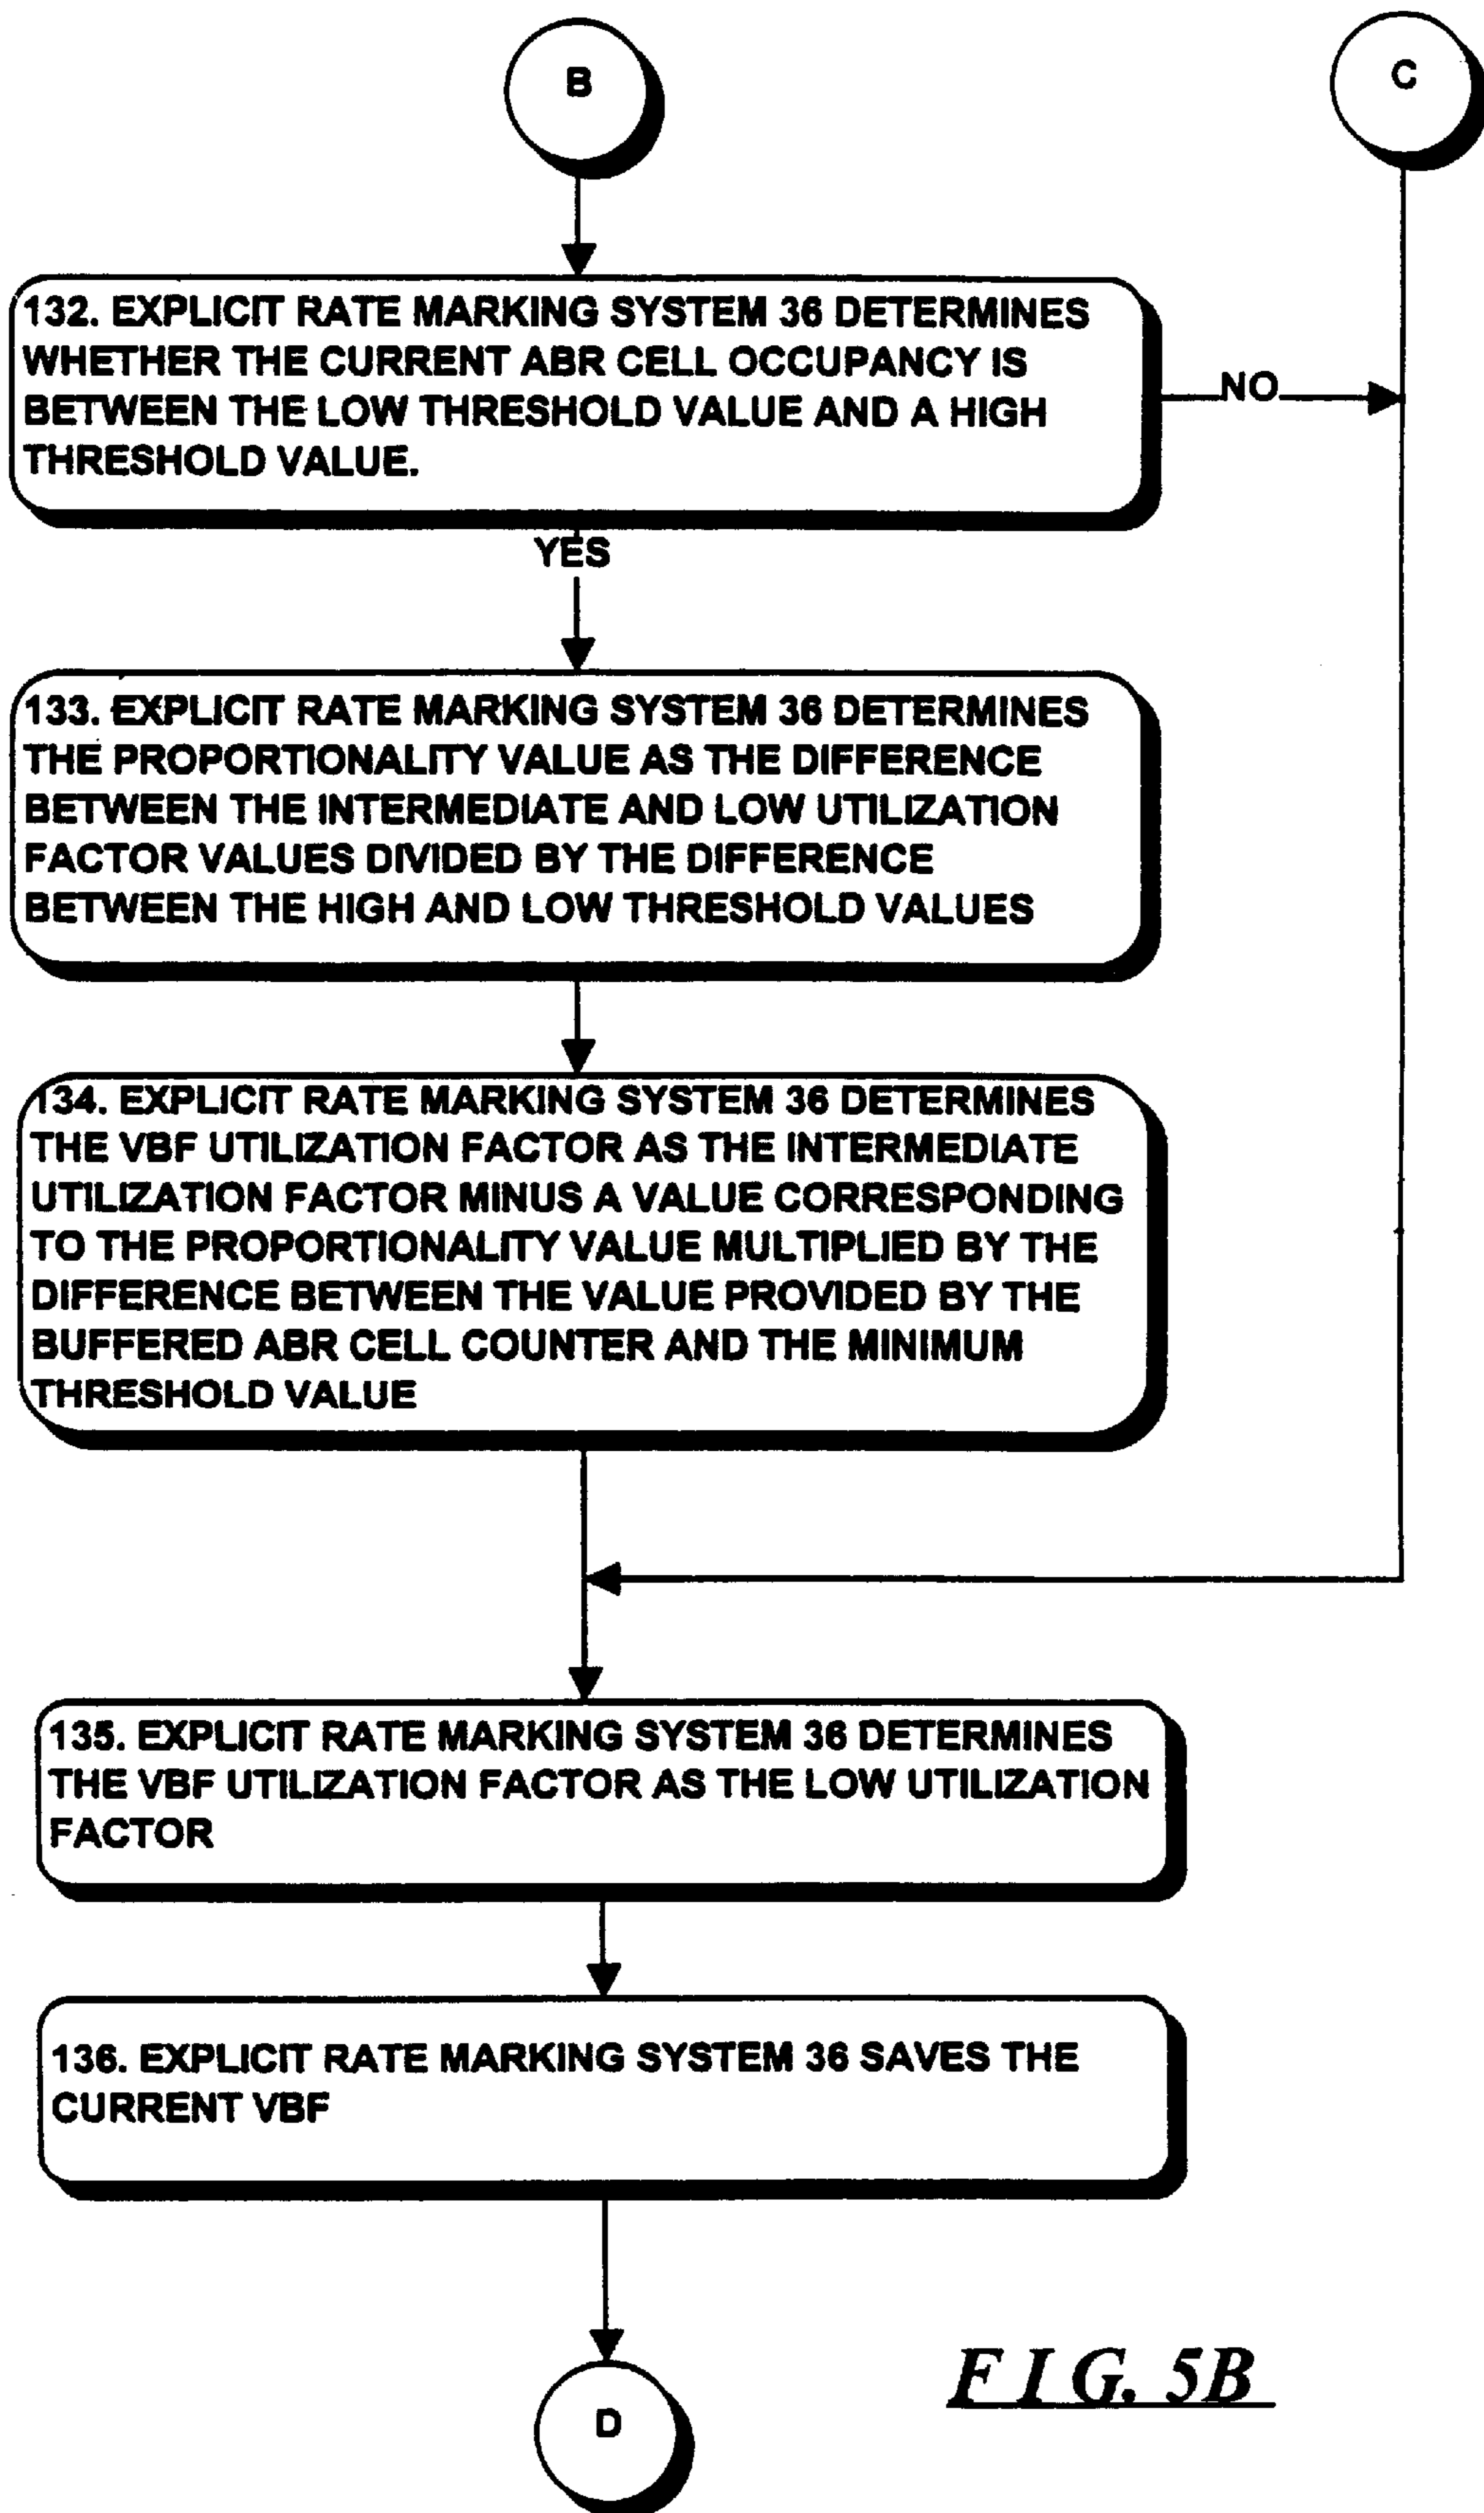 B
C
132. EXPLICIT RATE MARKING SYSTEM 36 DETERMINES
WHETHER THE CURRENT ABR CELL OCCUPANCY IS
BETWEEN THE LOW THRESHOLD VALUE AND A HIGH
THRESHOLD VALUE.
NO
YES
133. EXPLICIT RATE MARKING SYSTEM 36 DETERMINES
THE PROPORTIONALITY VALUE AS THE DIFFERENCE
BETWEEN THE INTERMEDIATE AND LOW UTILIZATION
FACTOR VALUES DIVIDED BY THE DIFFERENCE
BETWEEN THE HIGH AND LOW THRESHOLD VALUES
134. EXPLICIT RATE MARKING SYSTEM 36 DETERMINES
THE VBF UTILIZATION FACTOR AS THE INTERMEDIATE
UTILIZATION FACTOR MINUS A VALUE CORRESPONDING
TO THE PROPORTIONALITY VALUE MULTIPLIED BY THE
DIFFERENCE BETWEEN THE VALUE PROVIDED BY THE
BUFFERED ABR CELL COUNTER AND THE MINIMUM
THRESHOLD VALUE
135. EXPLICIT RATE MARKING SYSTEM 36 DETERMINES
THE VBF UTILIZATION FACTOR AS THE LOW UTILIZATION
FACTOR
136. EXPLICIT RATE MARKING SYSTEM 36 SAVES THE
CURRENT VBF
D
FIG. 5B